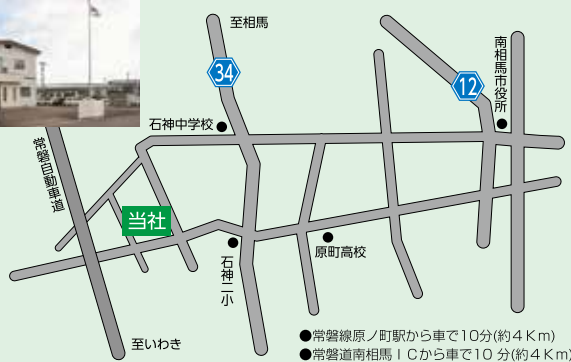 至相馬
34
12
南相馬市役所
石神中学校
常磐自動車道
当社
原町高校
石神二小
至いわき
●常磐線原ノ町駅から車で10分(約4Km)
●常磐道南相馬ICから車で10 分(約4Km)